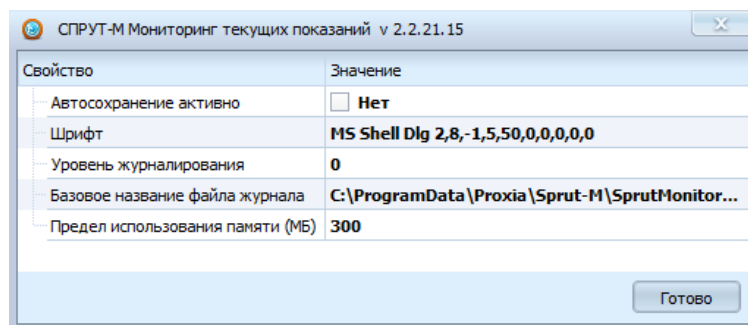 СПРУТ-М Мониторинг текущих показаний v 2.2.21.15
Свойство Значение
Автосохранение активно Нет
Шрифт MS Shell Dlg 2,8,-1,5,50,0,0,0,0,0
Уровень журналирования 0
Базовое название файла журнала C:\ProgramData\Proxia\Sprut-M\SprutMonitor...
Предел использования памяти (МБ) 300
Готово